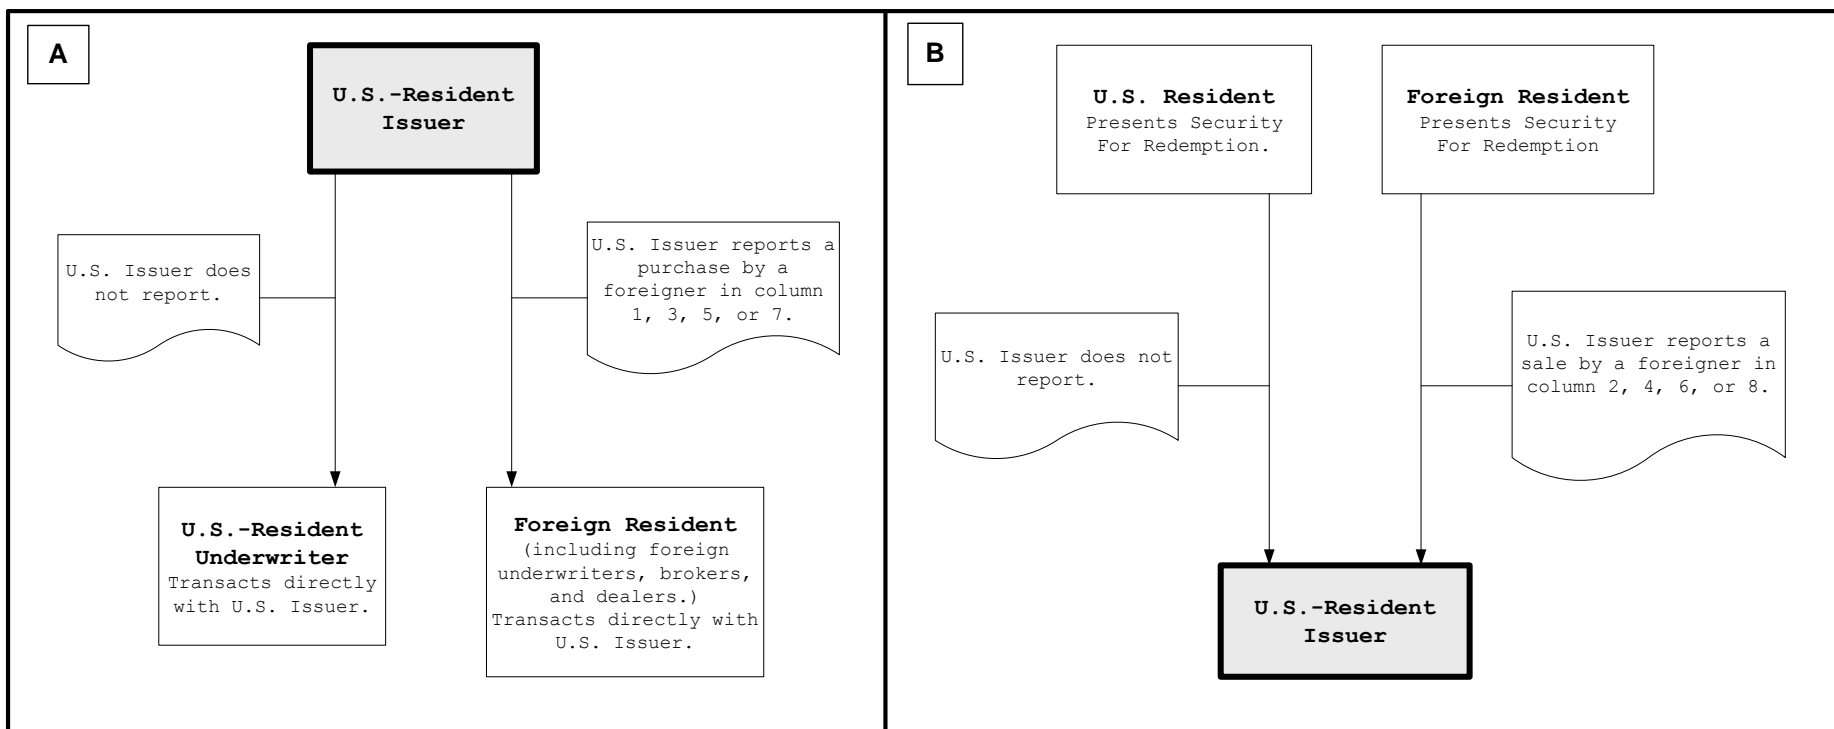 A
U.S.-Resident
Issuer
U.S. Issuer does
not report.
U.S. Issuer reports a
purchase by a
foreigner in column
1, 3, 5, or 7.
U.S.-Resident
Underwriter
Transacts directly
with U.S. Issuer.
Foreign Resident
(including foreign
underwriters, brokers,
and dealers.)
Transacts directly with
U.S. Issuer.
B
U.S. Resident
Presents Security
For Redemption.
Foreign Resident
Presents Security
For Redemption
U.S. Issuer does not
report.
U.S. Issuer reports a
sale by a foreigner in
column 2, 4, 6, or 8.
U.S.-Resident
Issuer